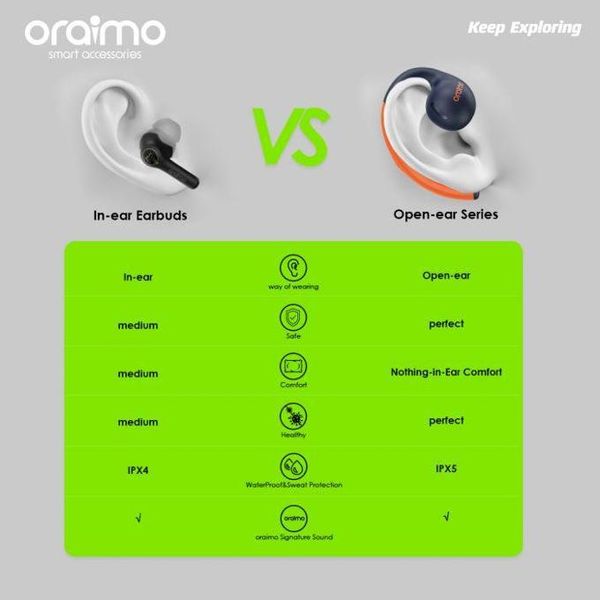 oraimo
smart accessories
Keep Exploring
VS
oraimo
In-ear Earbuds
Open-ear Series
In-ear
way of wearing
Open-ear
medium
Safe
perfect
medium
Comfort
Nothing-in-Ear Comfort
medium
Healthy
perfect
IPX4
WaterProof&Sweat Protection
IPX5
√
oraimo
oraimo Signature Sound
√